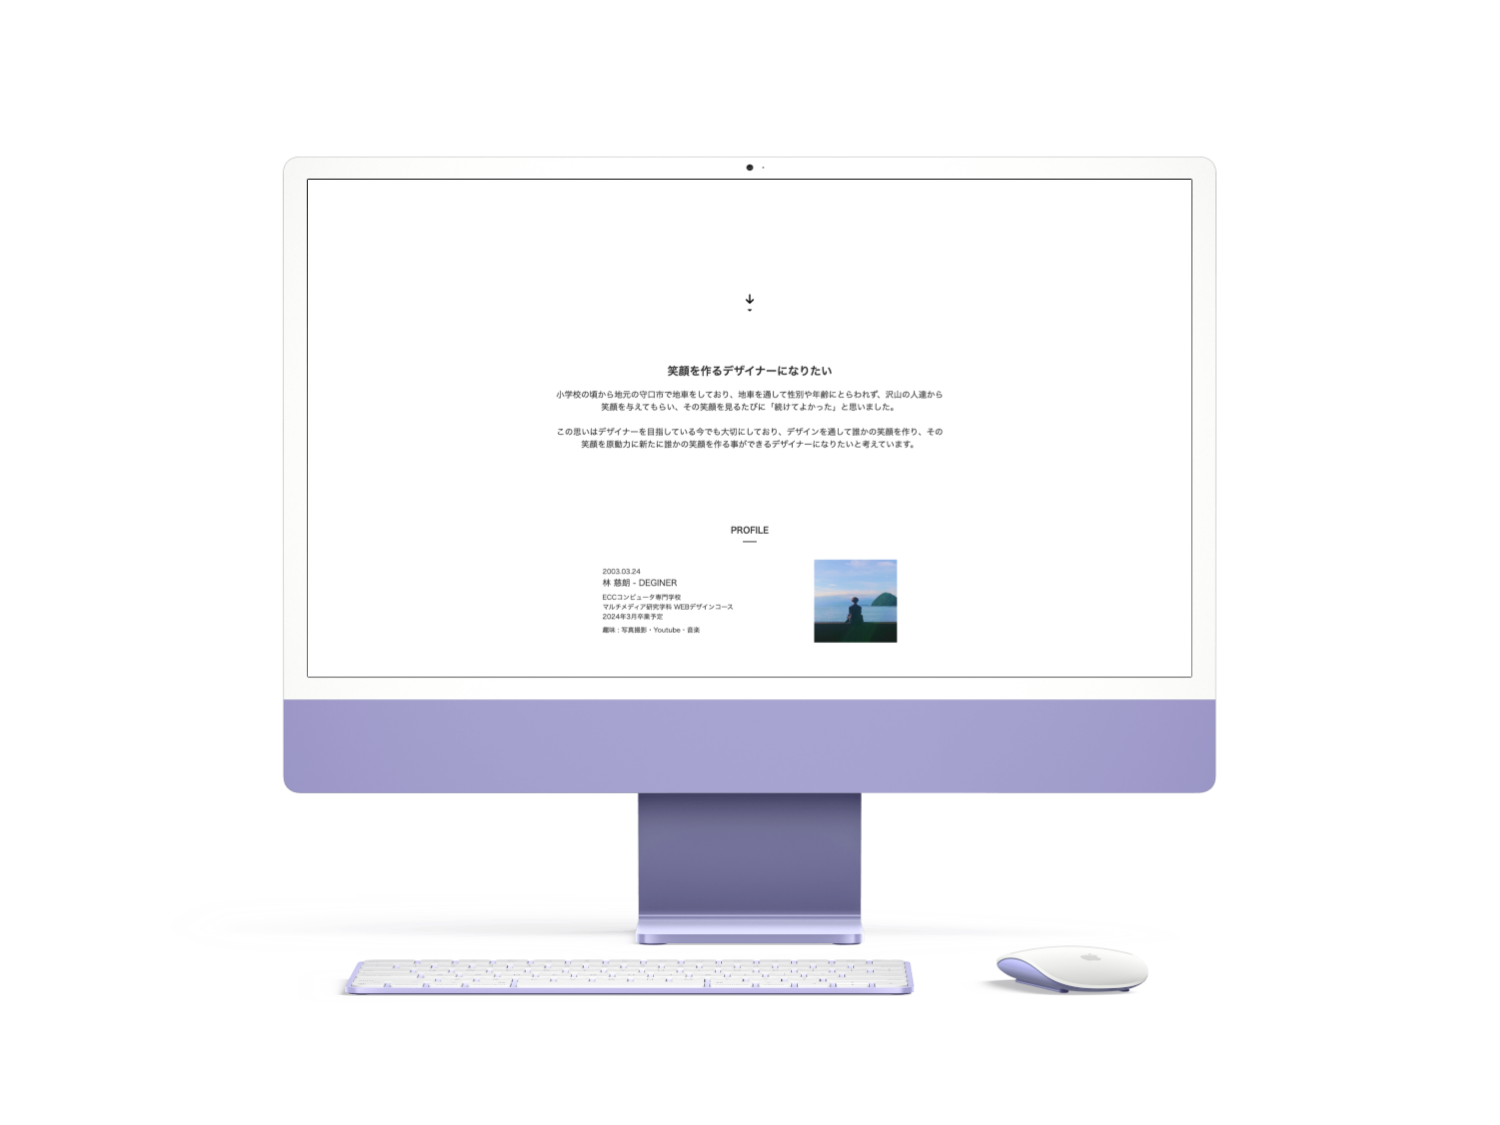 笑顔を作るデザイナーになりたい
小学校の頃から地元の守口市で地車をしており、地車を通して性別や年齢にとらわれず、沢山の人達から
笑顔を与えてもらい、その笑顔を見るたびに「続けてよかった」と思いました。
この思いはデザイナーを目指している今でも大切にしており、デザインを通して誰かの笑顔を作り、その
笑顔を原動力に新たに誰かの笑顔を作る事ができるデザイナーになりたいと考えています。
PROFILE
2003.03.24
林 慈朗 - DEGINER
ECCコンピュータ専門学校
マルチメディア研究学科 WEBデザインコース
2024年3月卒業予定
趣味：写真撮影・Youtube・音楽